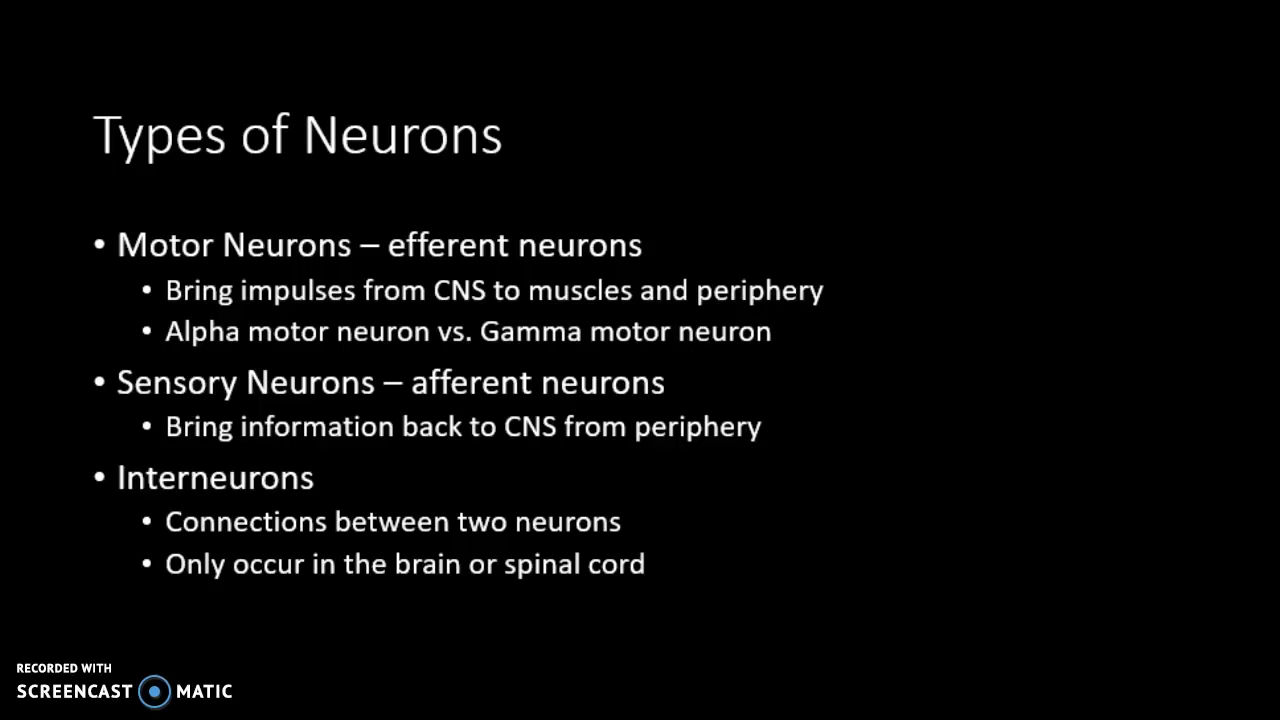 Types of Neurons
• Motor Neurons – efferent neurons
• Bring impulses from CNS to muscles and periphery
• Alpha motor neuron vs. Gamma motor neuron
• Sensory Neurons – afferent neurons
• Bring information back to CNS from periphery
• Interneurons
• Connections between two neurons
• Only occur in the brain or spinal cord
RECORDED WITH
SCREENCAST MATIC